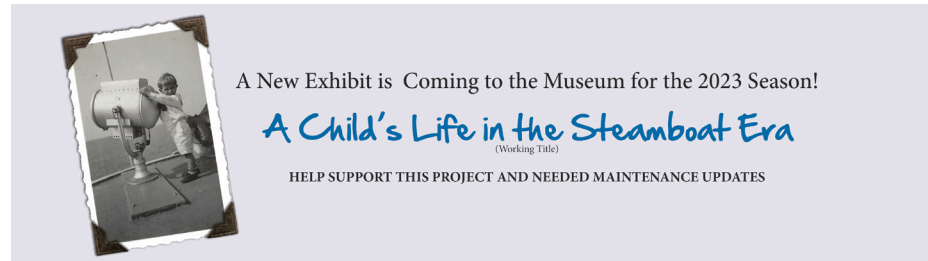 A New Exhibit is Coming to the Museum for the 2023 Season!
A Child's Life in the Steamboat Era
(Working Title)
HELP SUPPORT THIS PROJECT AND NEEDED MAINTENANCE UPDATES